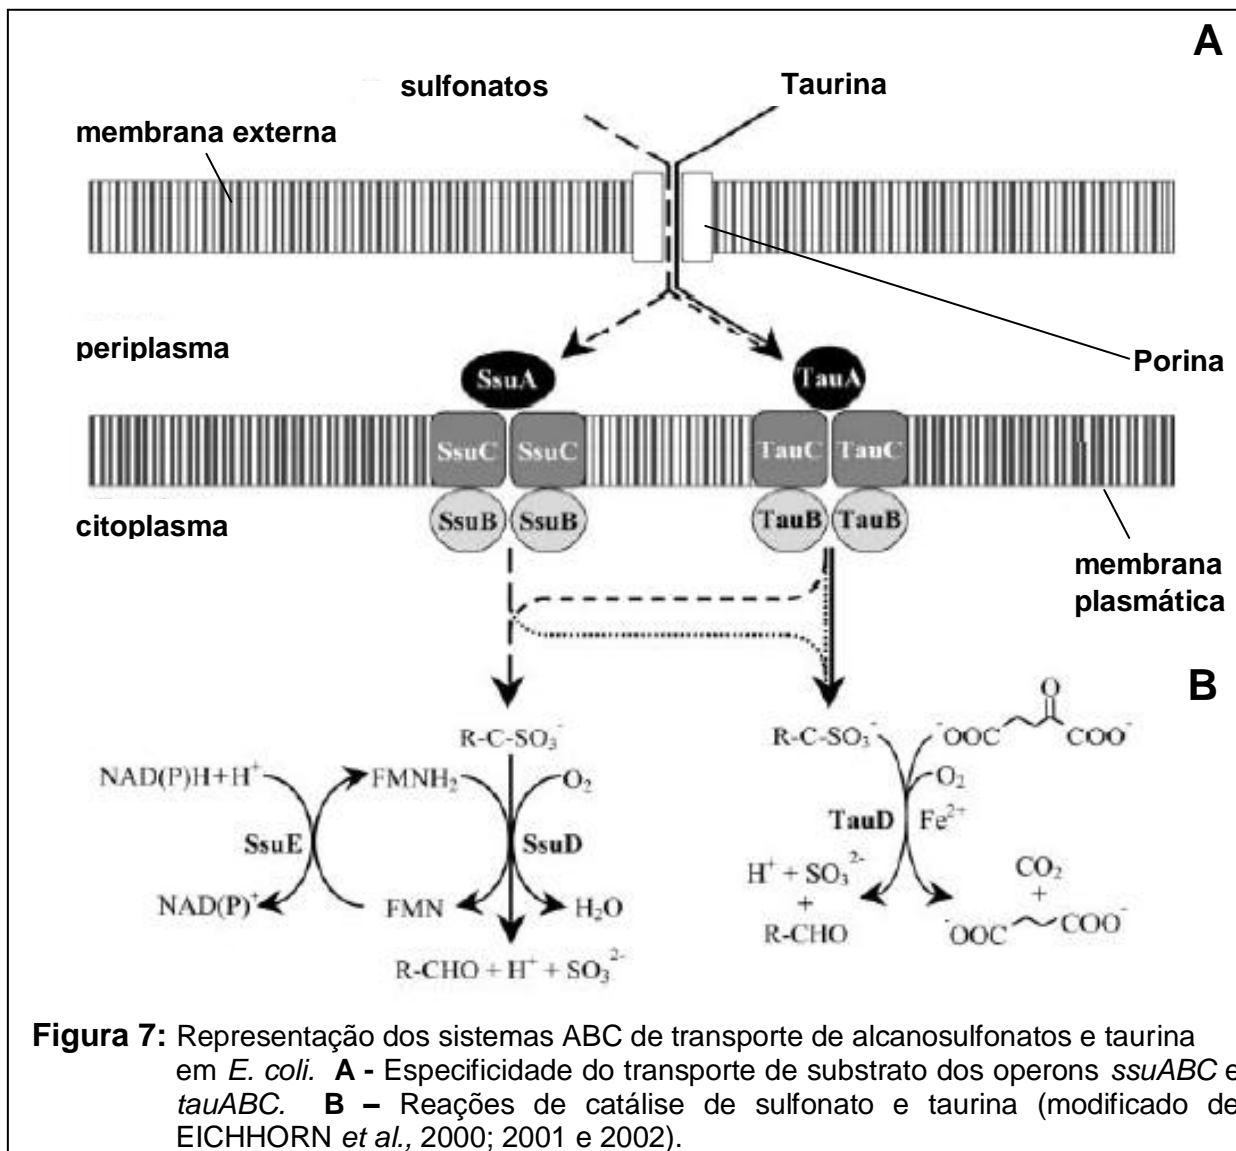 A
sulfonatos
Taurina
membrana externa
periplasma
Porina
SsuA
TauA
SsuC SsuC
TauC TauC
citoplasma
SsuB SsuB
TauB TauB
membrana
plasmática
B
R-C-SO₃⁻
NAD(P)H+H⁺
FMNH₂
O₂
SsuE
SsuD
NAD(P)⁺
FMN
H₂O
R-CHO + H⁺ + SO₃²⁻
R-C-SO₃⁻
O
⁻OOC
COO⁻
O₂
TauD
Fe²⁺
H⁺ + SO₃²⁻
+
R-CHO
CO₂
+
⁻OOC
COO⁻
Figura 7: Representação dos sistemas ABC de transporte de alcanosulfonatos e taurina
em E. coli. A - Especificidade do transporte de substrato dos operons ssuABC e
tauABC. B – Reações de catálise de sulfonato e taurina (modificado de
EICHHORN et al., 2000; 2001 e 2002).